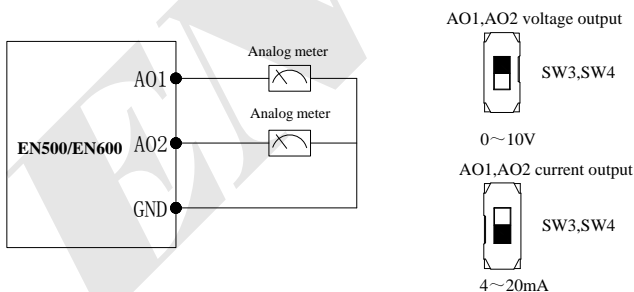 AO1,AO2 voltage output
Analog meter
AO1
SW3,SW4
Analog meter
EN500/EN600
AO2
0～10V
AO1,AO2 current output
GND
SW3,SW4
4～20mA